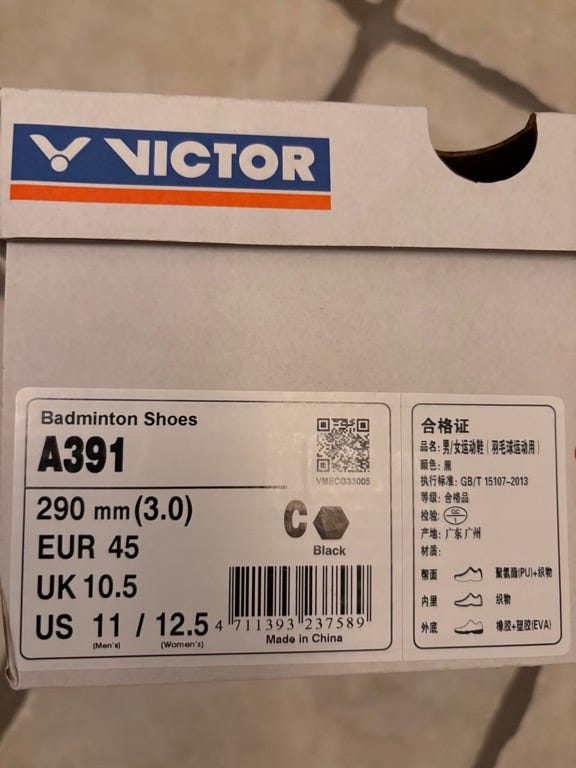 VICTOR
Badminton Shoes
A391
VMECG33005
290 mm (3.0)
EUR 45
UK 10.5
US 11 / 12.5
(Men's) (Women's)
C
Black
4 711393 237589
Made in China
合格证
品名: 男/女运动鞋 (羽毛球运动用)
颜色: 黑
执行标准: GB/T 15107-2013
等级: 合格品
检验: QC 1
产地: 广东 广州
材质:
帮面 聚氨酯(PU)+织物
内里 织物
外底 橡胶+塑胶(EVA)